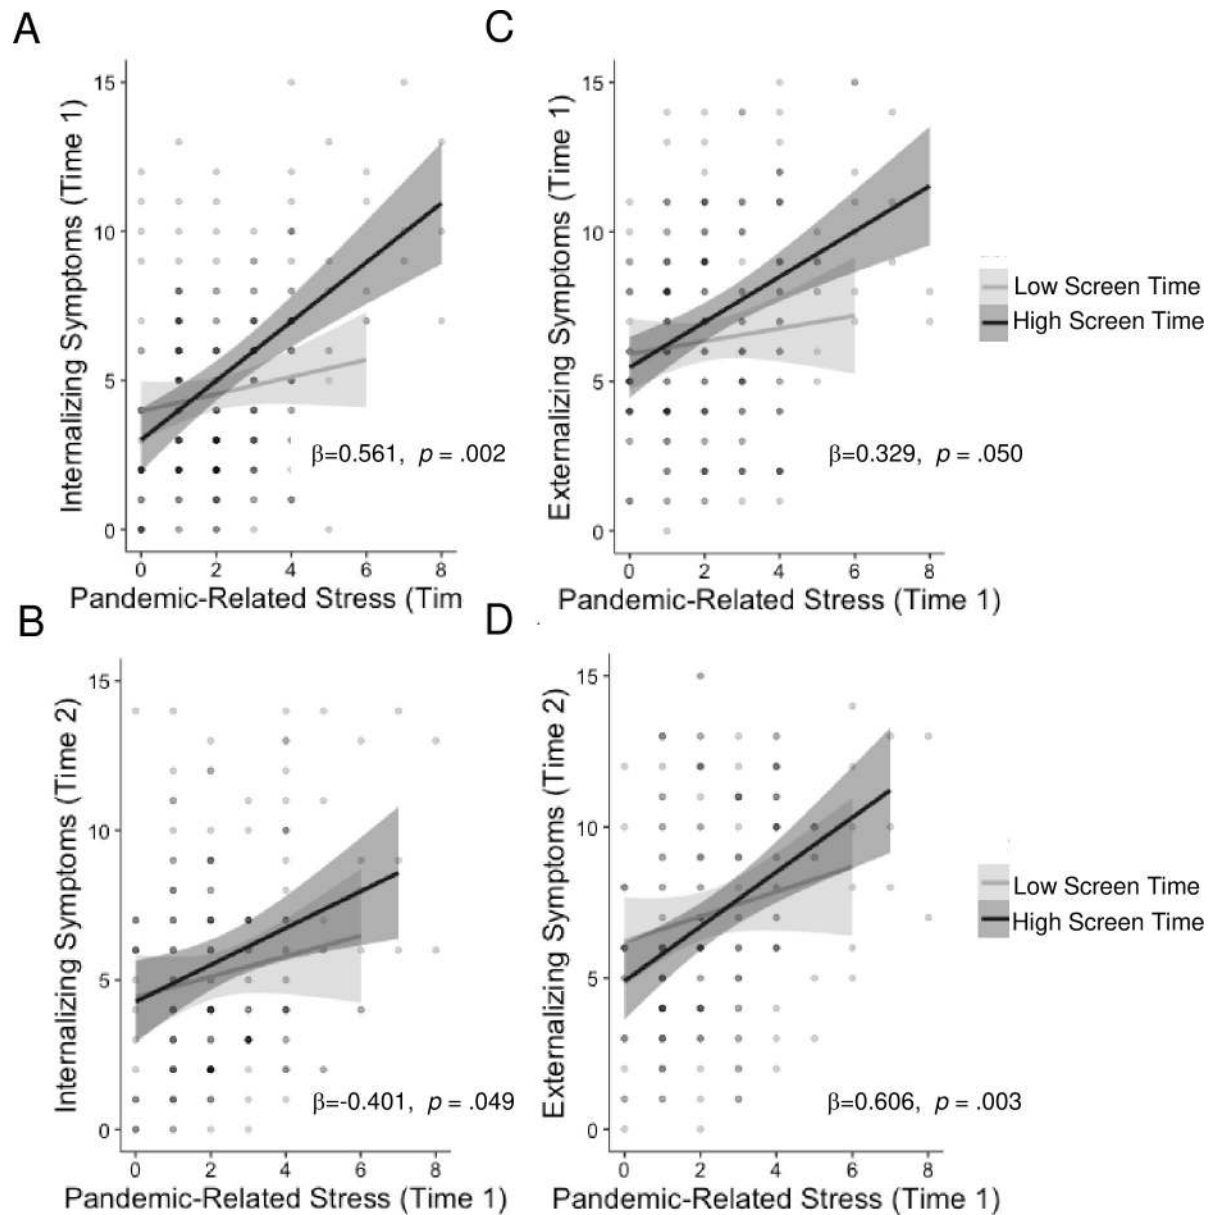 A
Internalizing Symptoms (Time 1)
15
10
5
0
0 2 4 6 8
Pandemic-Related Stress (Tim
β=0.561, p = .002
C
Externalizing Symptoms (Time 1)
15
10
5
0
0 2 4 6 8
Pandemic-Related Stress (Time 1)
β=0.329, p = .050
Low Screen Time
High Screen Time
B
Internalizing Symptoms (Time 2)
15
10
5
0
0 2 4 6 8
Pandemic-Related Stress (Time 1)
β=-0.401, p = .049
D
Externalizing Symptoms (Time 2)
15
10
5
0
0 2 4 6 8
Pandemic-Related Stress (Time 1)
β=0.606, p = .003
Low Screen Time
High Screen Time